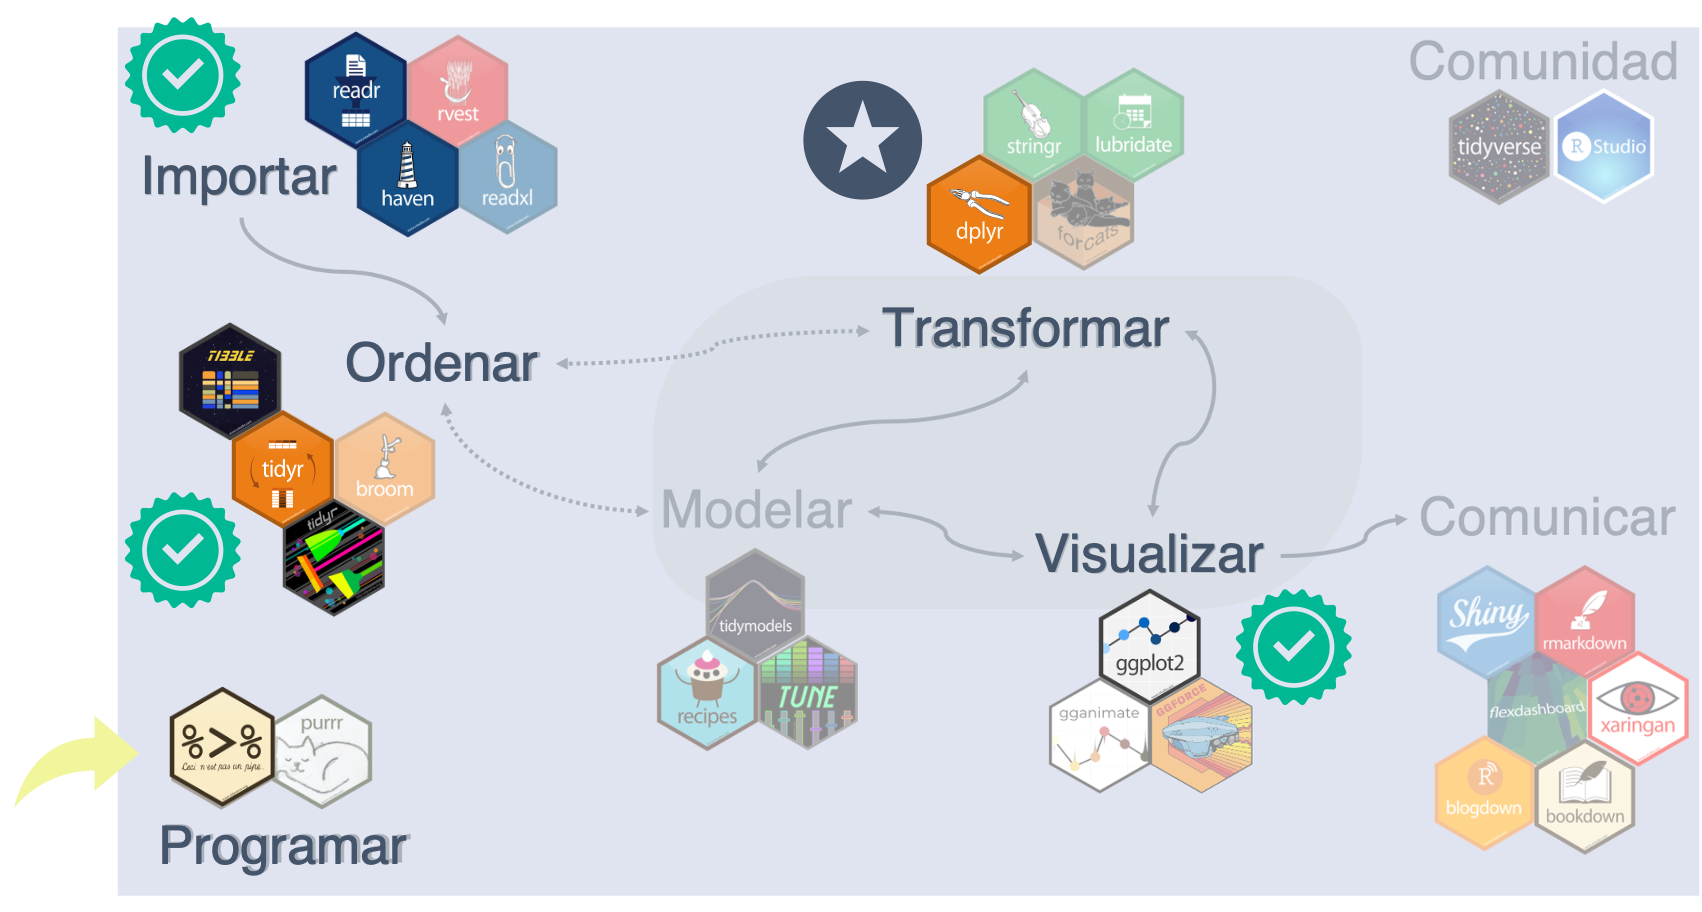 Importar
readr
rvest
haven
readxl
stringr
lubridate
dplyr
forcats
Comunidad
tidyverse
R Studio
Ordenar
Transformar
TIBBLE
tidyr
broom
tidyr
Modelar
tidymodels
recipes
TUNE
Visualizar
ggplot2
gganimate
GGFORCE
Comunicar
Shiny
rmarkdown
flexdashboard
xaringan
R
blogdown
bookdown
%>%
Ceci n'est pas un pipe.
purrr
Programar